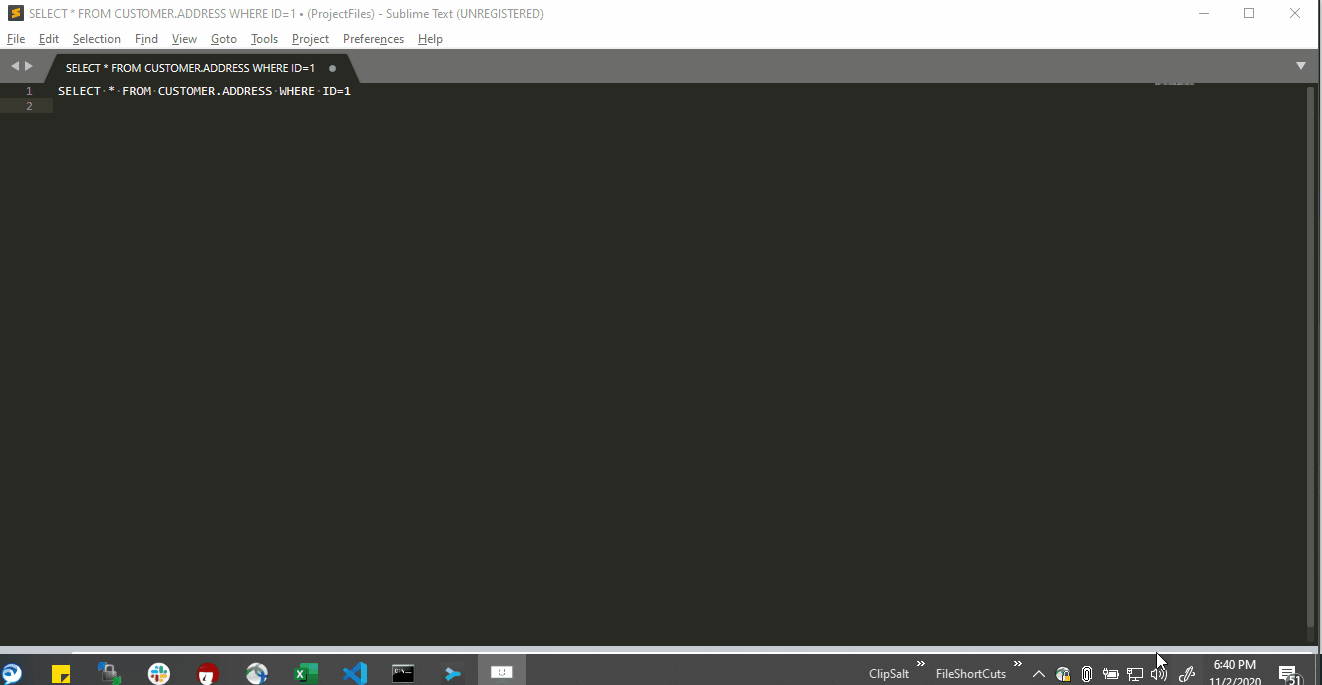 SELECT * FROM CUSTOMER.ADDRESS WHERE ID=1 • (ProjectFiles) - Sublime Text (UNREGISTERED)
File Edit Selection Find View Goto Tools Project Preferences Help
SELECT * FROM CUSTOMER.ADDRESS WHERE ID=1
1 SELECT * FROM CUSTOMER.ADDRESS WHERE ID=1
2
ClipSalt » FileShortCuts » 6:40 PM
11/2/2020 51